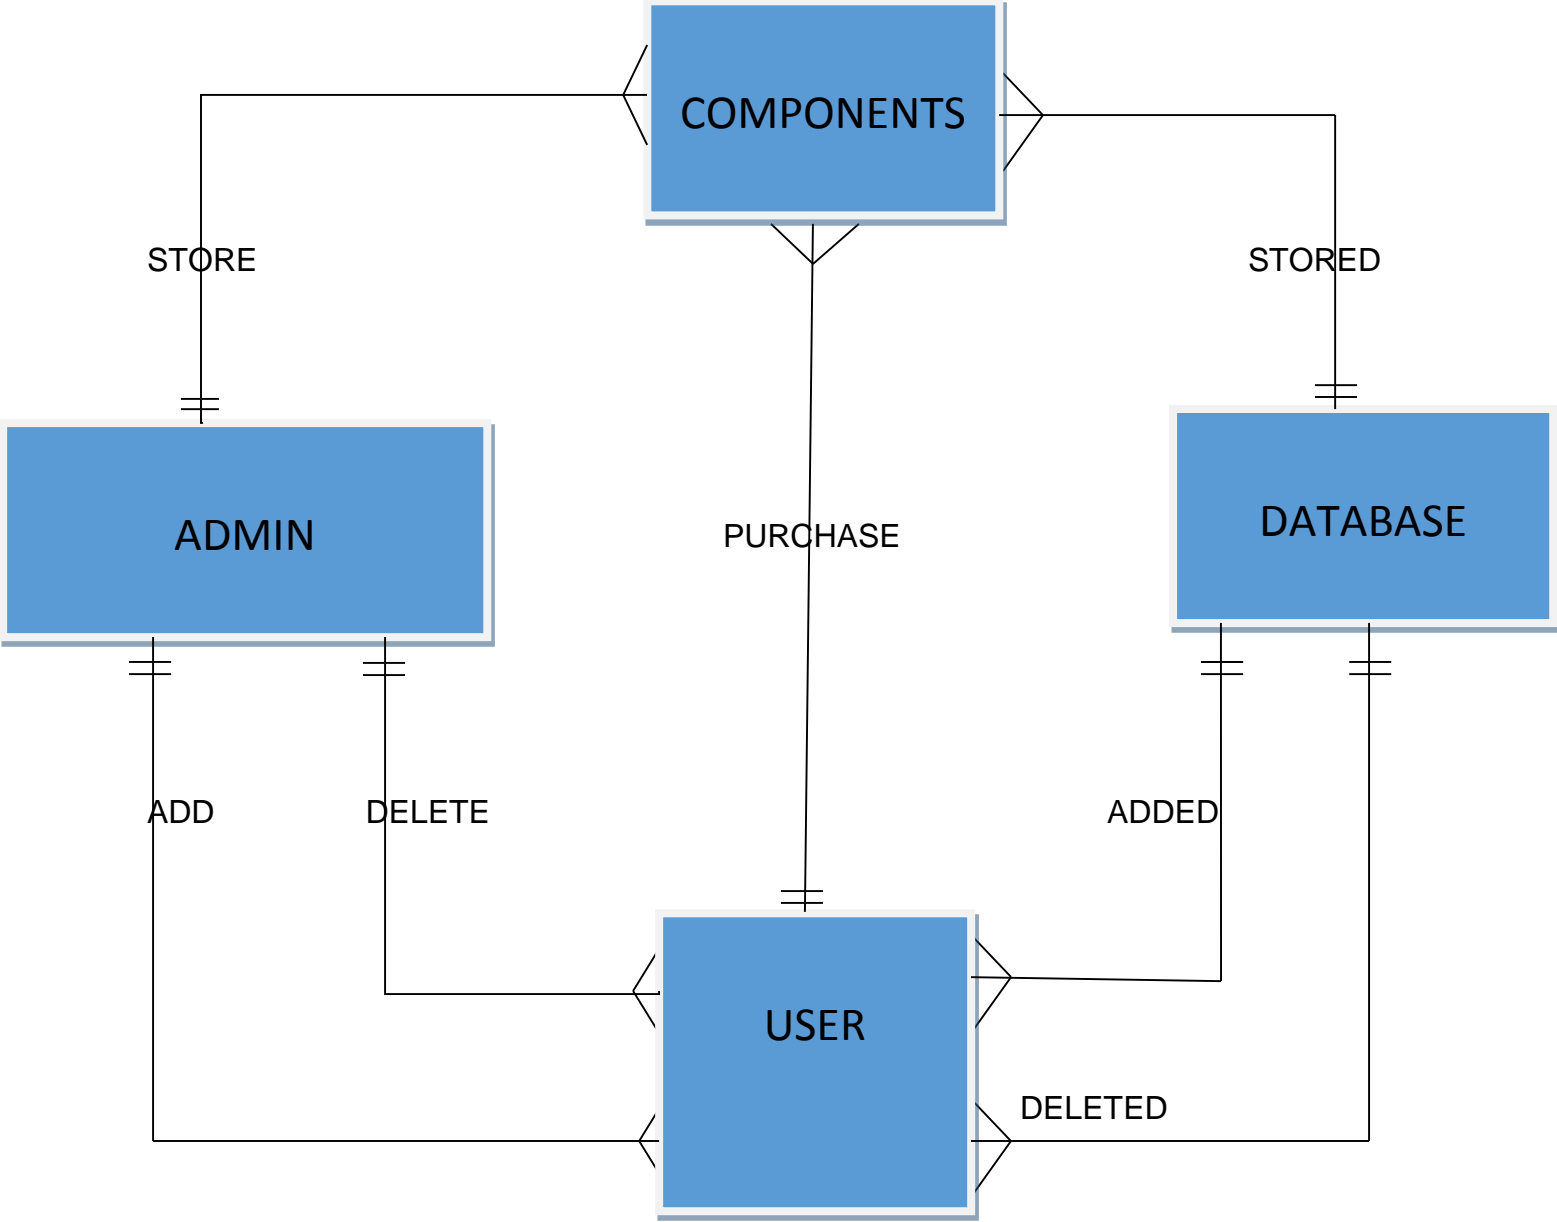 COMPONENTS
STORE
STORED
ADMIN
PURCHASE
DATABASE
ADD
DELETE
ADDED
USER
DELETED